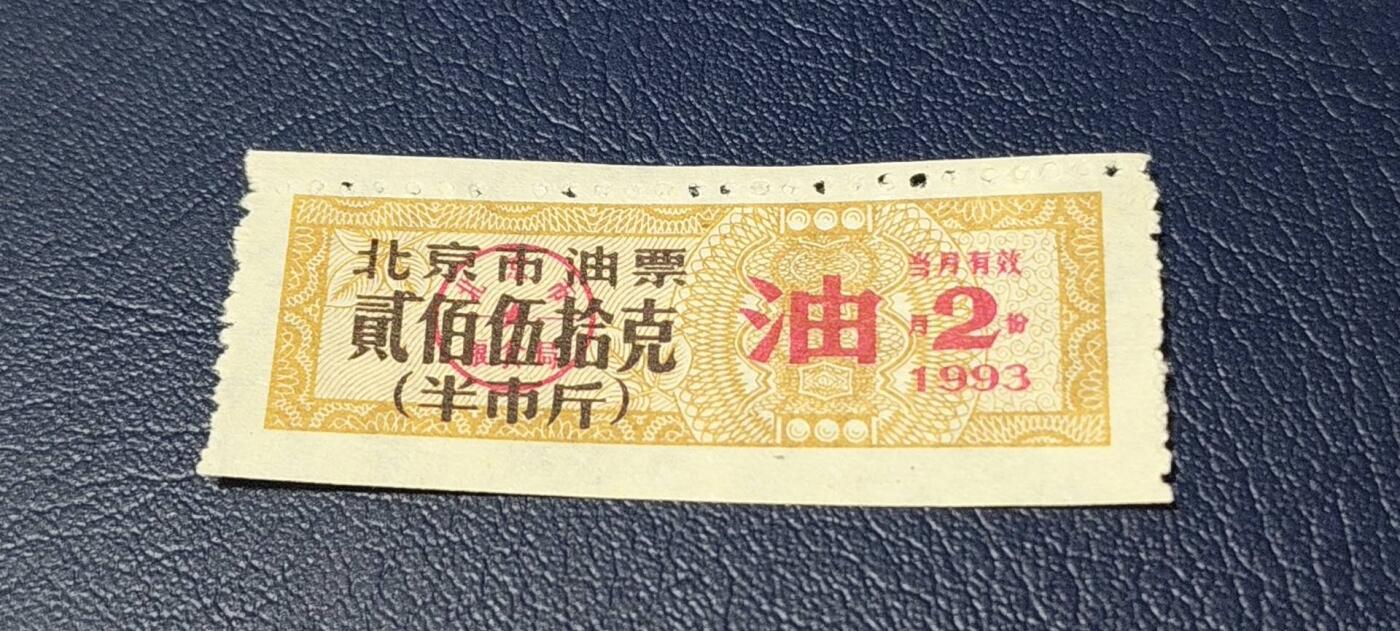 北京市油票
貳佰伍拾克
（半市斤）
油
当月有效
月2份
1993